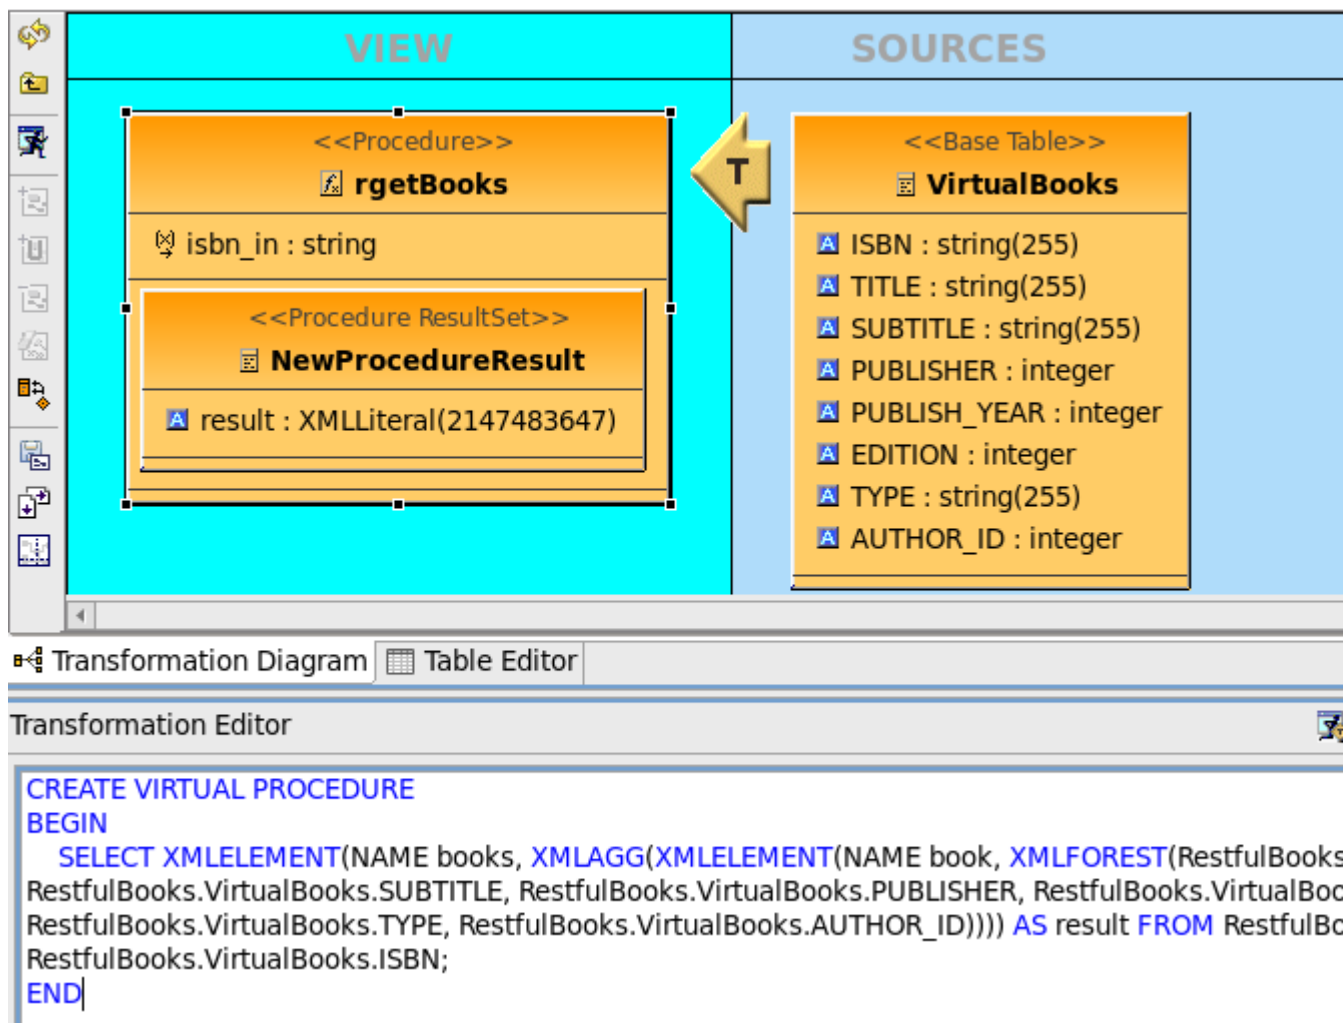 VIEW
SOURCES
<<Procedure>>
rgetBooks
isbn_in : string
<<Procedure ResultSet>>
NewProcedureResult
result : XMLLiteral(2147483647)
T
<<Base Table>>
VirtualBooks
ISBN : string(255)
TITLE : string(255)
SUBTITLE : string(255)
PUBLISHER : integer
PUBLISH_YEAR : integer
EDITION : integer
TYPE : string(255)
AUTHOR_ID : integer
Transformation Diagram
Table Editor
Transformation Editor
CREATE VIRTUAL PROCEDURE
BEGIN
SELECT XMLELEMENT(NAME books, XMLAGG(XMLELEMENT(NAME book, XMLFOREST(RestfulBooks
RestfulBooks.VirtualBooks.SUBTITLE, RestfulBooks.VirtualBooks.PUBLISHER, RestfulBooks.VirtualBoo
RestfulBooks.VirtualBooks.TYPE, RestfulBooks.VirtualBooks.AUTHOR_ID)))) AS result FROM RestfulBo
RestfulBooks.VirtualBooks.ISBN;
END